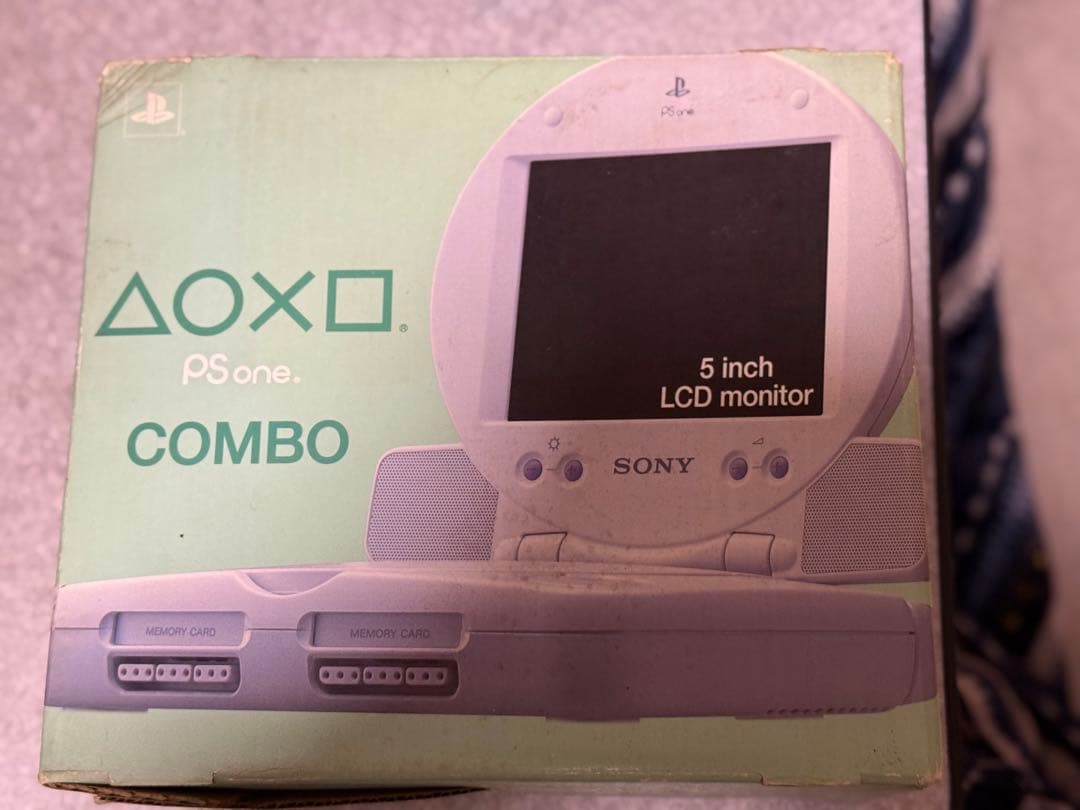 PS one
△○×□®
PS one.
COMBO
5 inch
LCD monitor
SONY
MEMORY CARD
MEMORY CARD